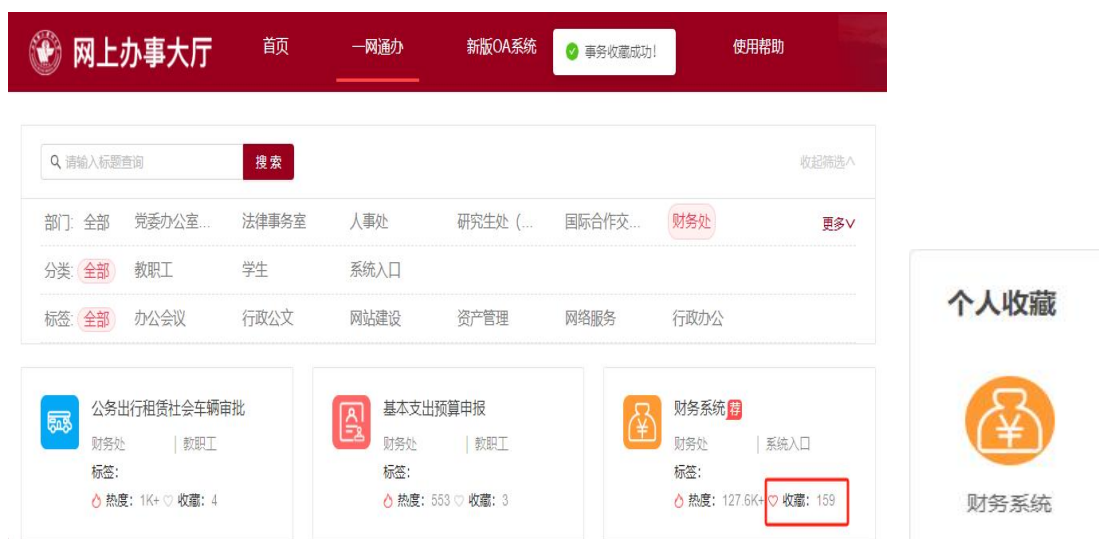 网上办事大厅 首页 一网通办 新版OA系统 事务收藏成功! 使用帮助
请输入标题查询 搜索 收起筛选
部门: 全部 党委办公室... 法律事务室 人事处 研究生处 (... 国际合作交... 财务处 更多
分类: 全部 教职工 学生 系统入口
标签: 全部 办公会议 行政公文 网站建设 资产管理 网络服务 行政办公
公务出行租赁社会车辆审批
财务处 | 教职工
标签:
热度: 1K+ 收藏: 4
基本支出预算申报
财务处 | 教职工
标签:
热度: 553 收藏: 3
财务系统 荐
财务处 | 系统入口
标签:
热度: 127.6K+ 收藏: 159
个人收藏
财务系统